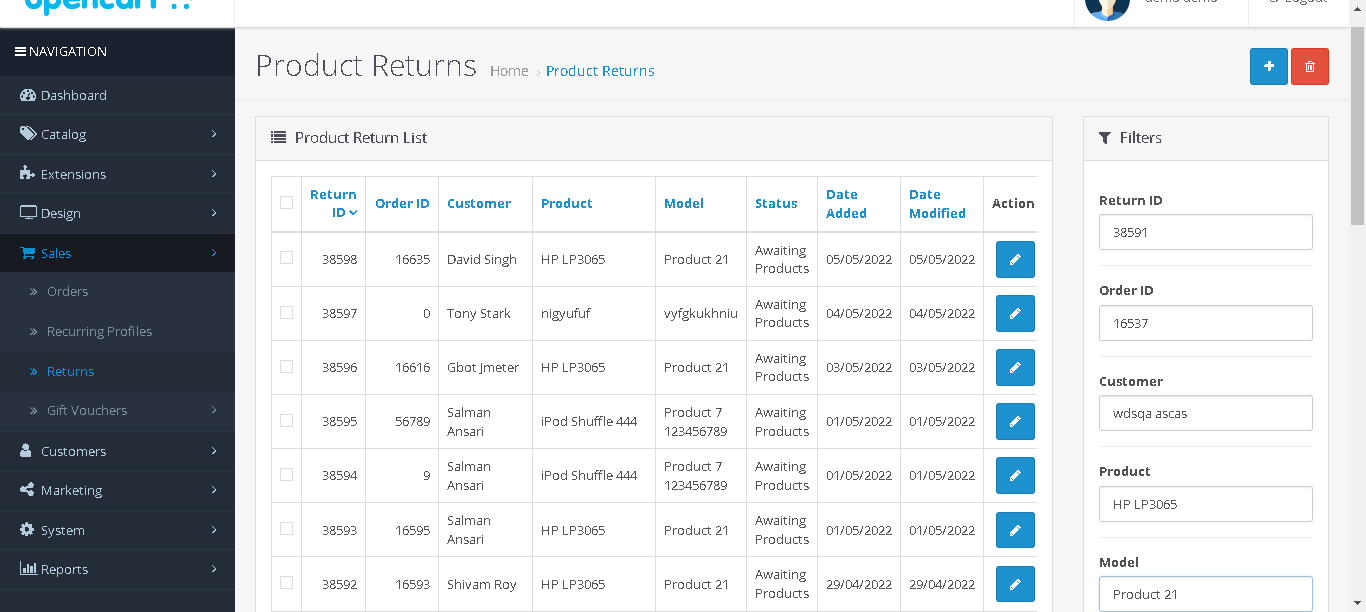 opencart
demo demo
Logout
NAVIGATION
Dashboard
Catalog
Extensions
Design
Sales
Orders
Recurring Profiles
Returns
Gift Vouchers
Customers
Marketing
System
Reports
Product Returns Home › Product Returns
Product Return List
Return ID Order ID Customer Product Model Status Date Added Date Modified Action
38598 16635 David Singh HP LP3065 Product 21 Awaiting Products 05/05/2022 05/05/2022
38597 0 Tony Stark nigyufuf vyfgkukhniu Awaiting Products 04/05/2022 04/05/2022
38596 16616 Gbot Jmeter HP LP3065 Product 21 Awaiting Products 03/05/2022 03/05/2022
38595 56789 Salman Ansari iPod Shuffle 444 Product 7 123456789 Awaiting Products 01/05/2022 01/05/2022
38594 9 Salman Ansari iPod Shuffle 444 Product 7 123456789 Awaiting Products 01/05/2022 01/05/2022
38593 16595 Salman Ansari HP LP3065 Product 21 Awaiting Products 01/05/2022 01/05/2022
38592 16593 Shivam Roy HP LP3065 Product 21 Awaiting Products 29/04/2022 29/04/2022
Filters
Return ID
38591
Order ID
16537
Customer
wdsqa ascas
Product
HP LP3065
Model
Product 21